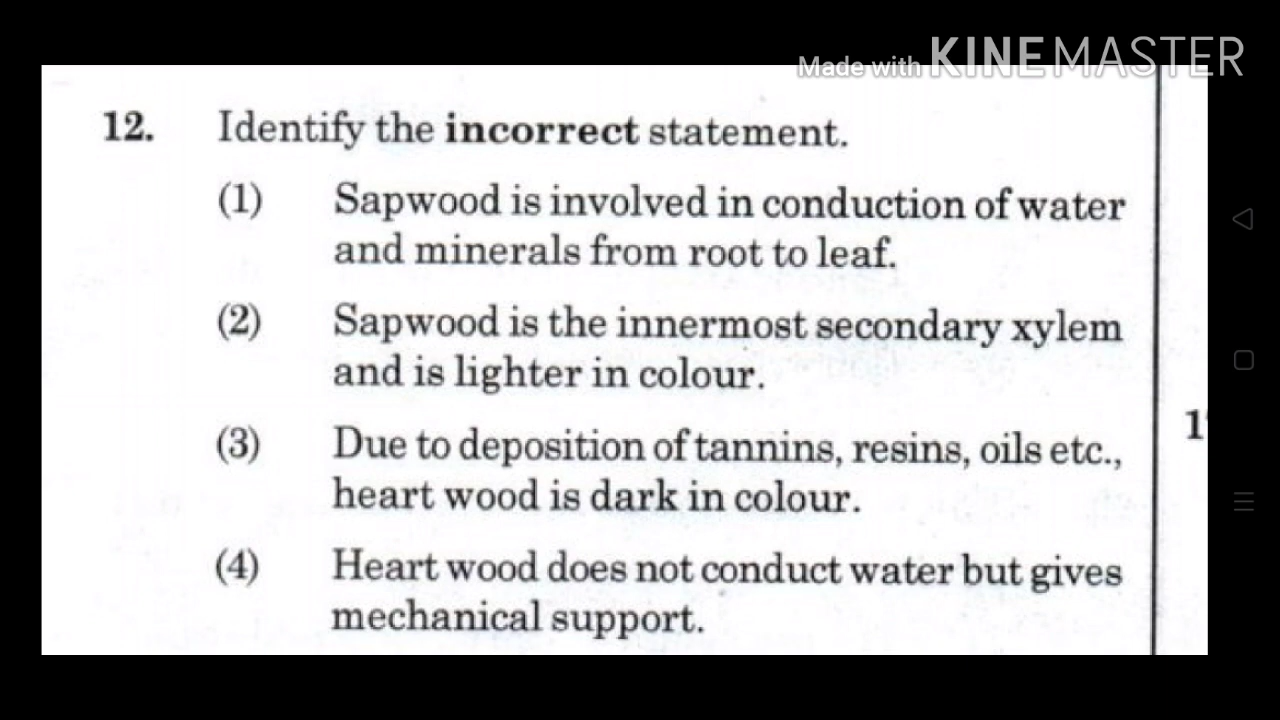 Made with KINEMASTER
12. Identify the incorrect statement.
(1) Sapwood is involved in conduction of water
and minerals from root to leaf.
(2) Sapwood is the innermost secondary xylem
and is lighter in colour.
(3) Due to deposition of tannins, resins, oils etc.,
heart wood is dark in colour.
(4) Heart wood does not conduct water but gives
mechanical support.